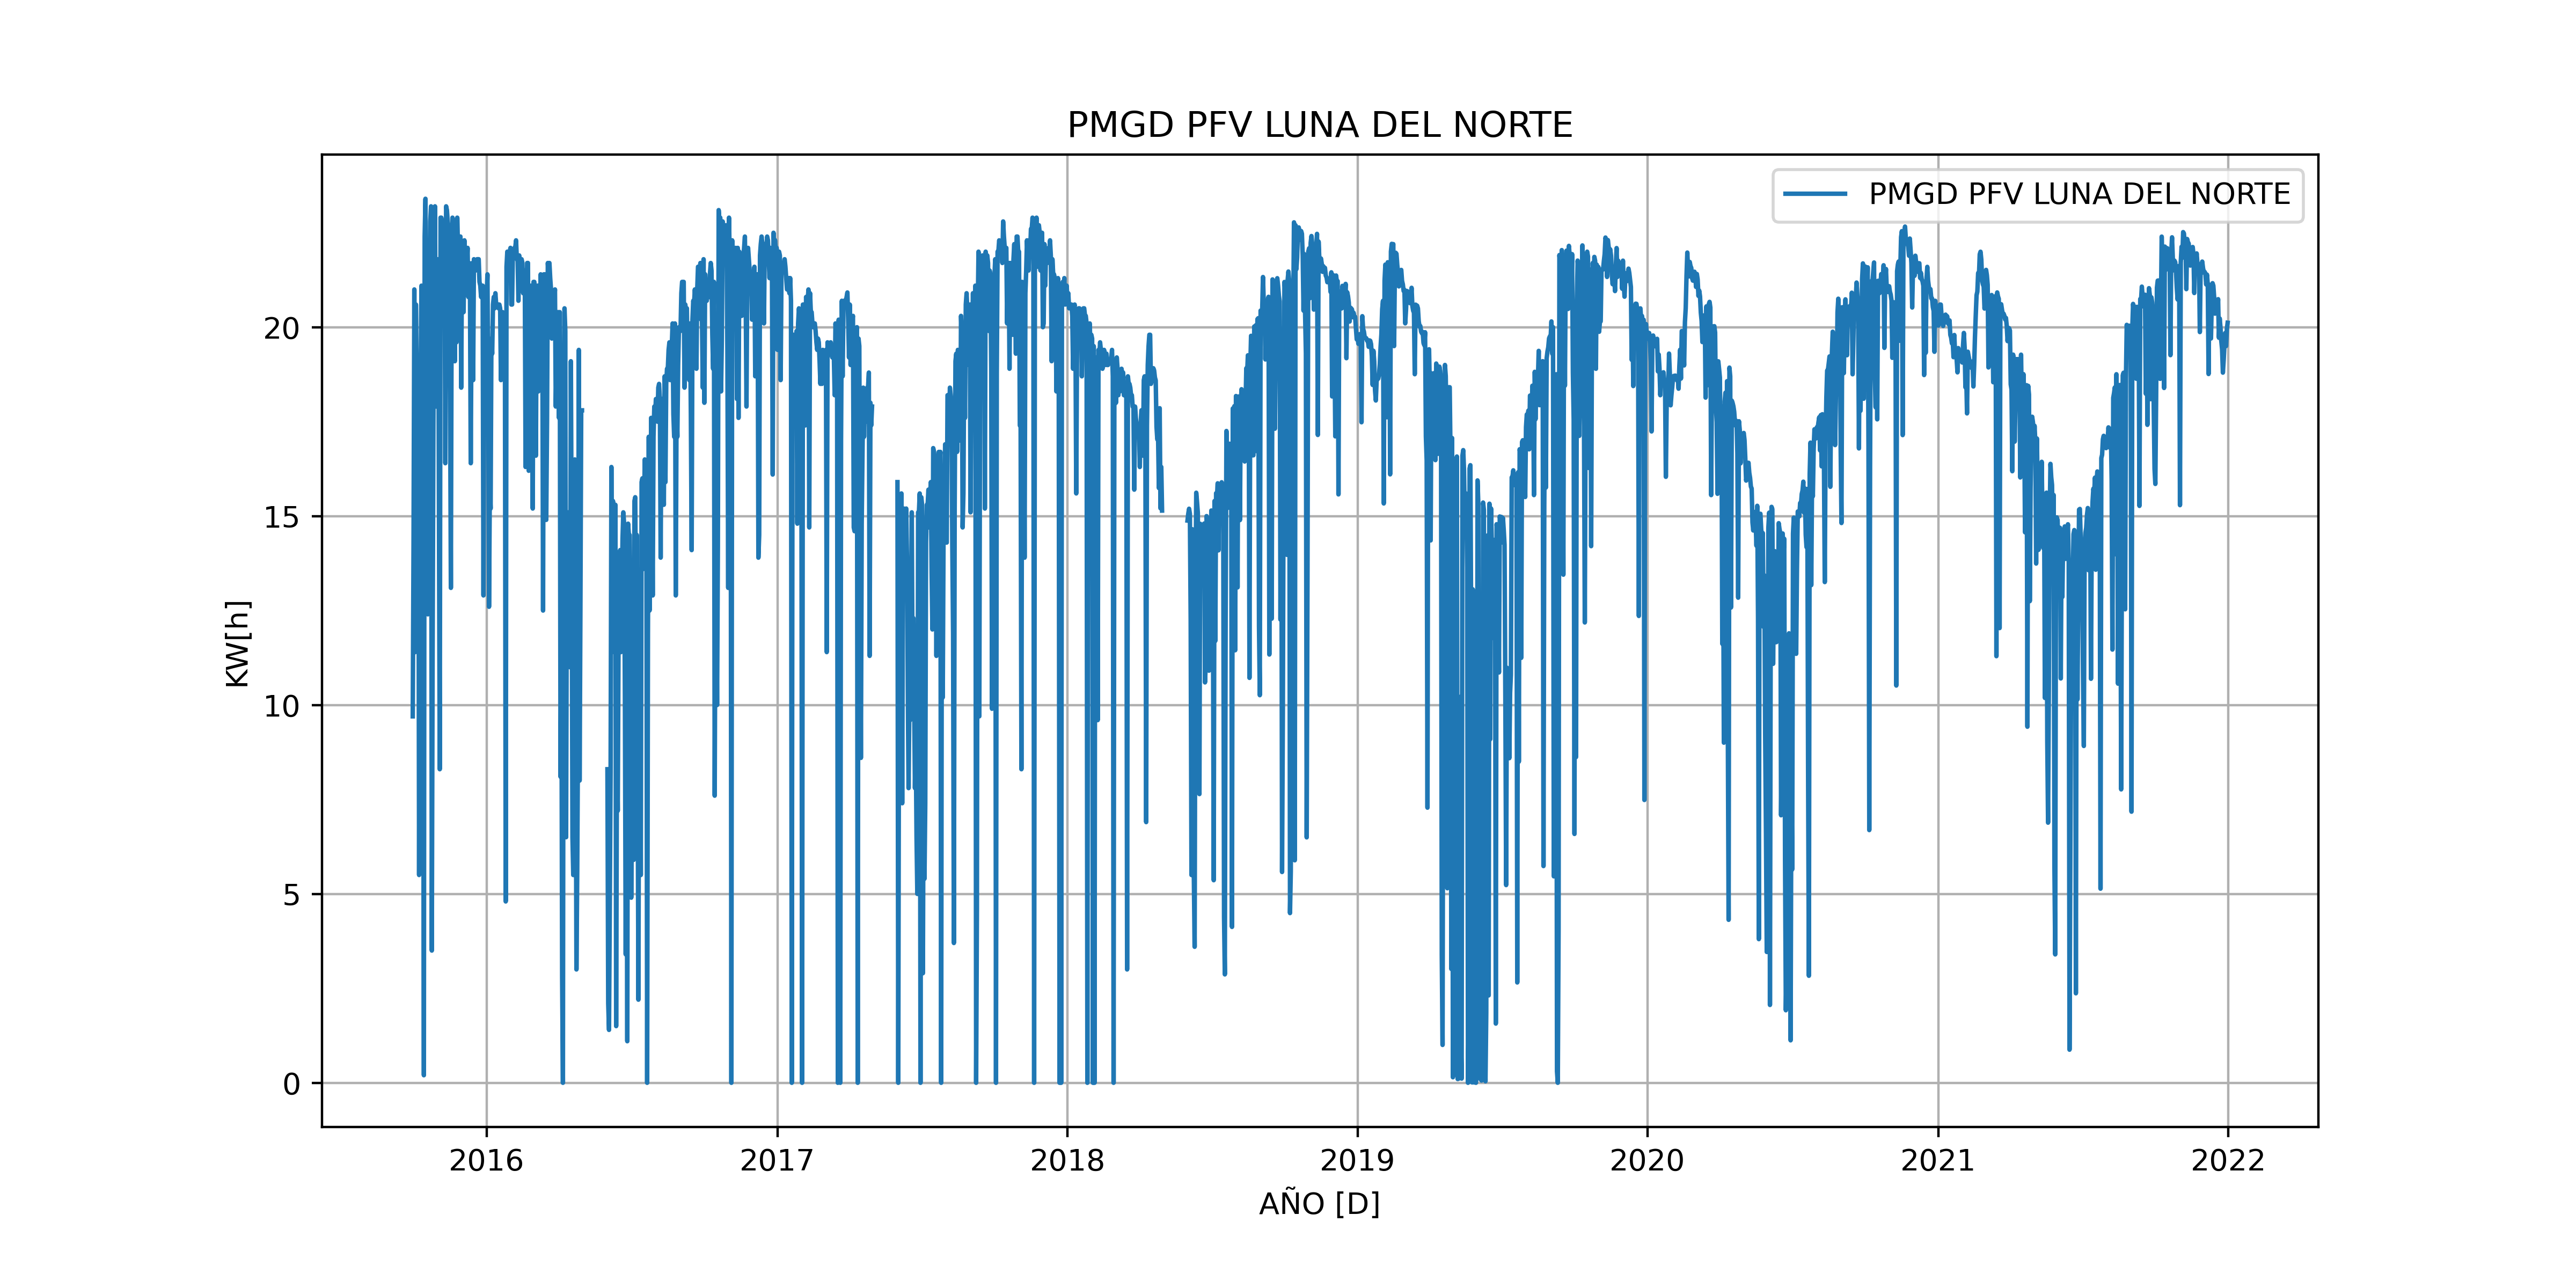 PMGD PFV LUNA DEL NORTE
PMGD PFV LUNA DEL NORTE
KW[h]
20
15
10
5
0
2016 2017 2018 2019 2020 2021 2022
AÑO [D]